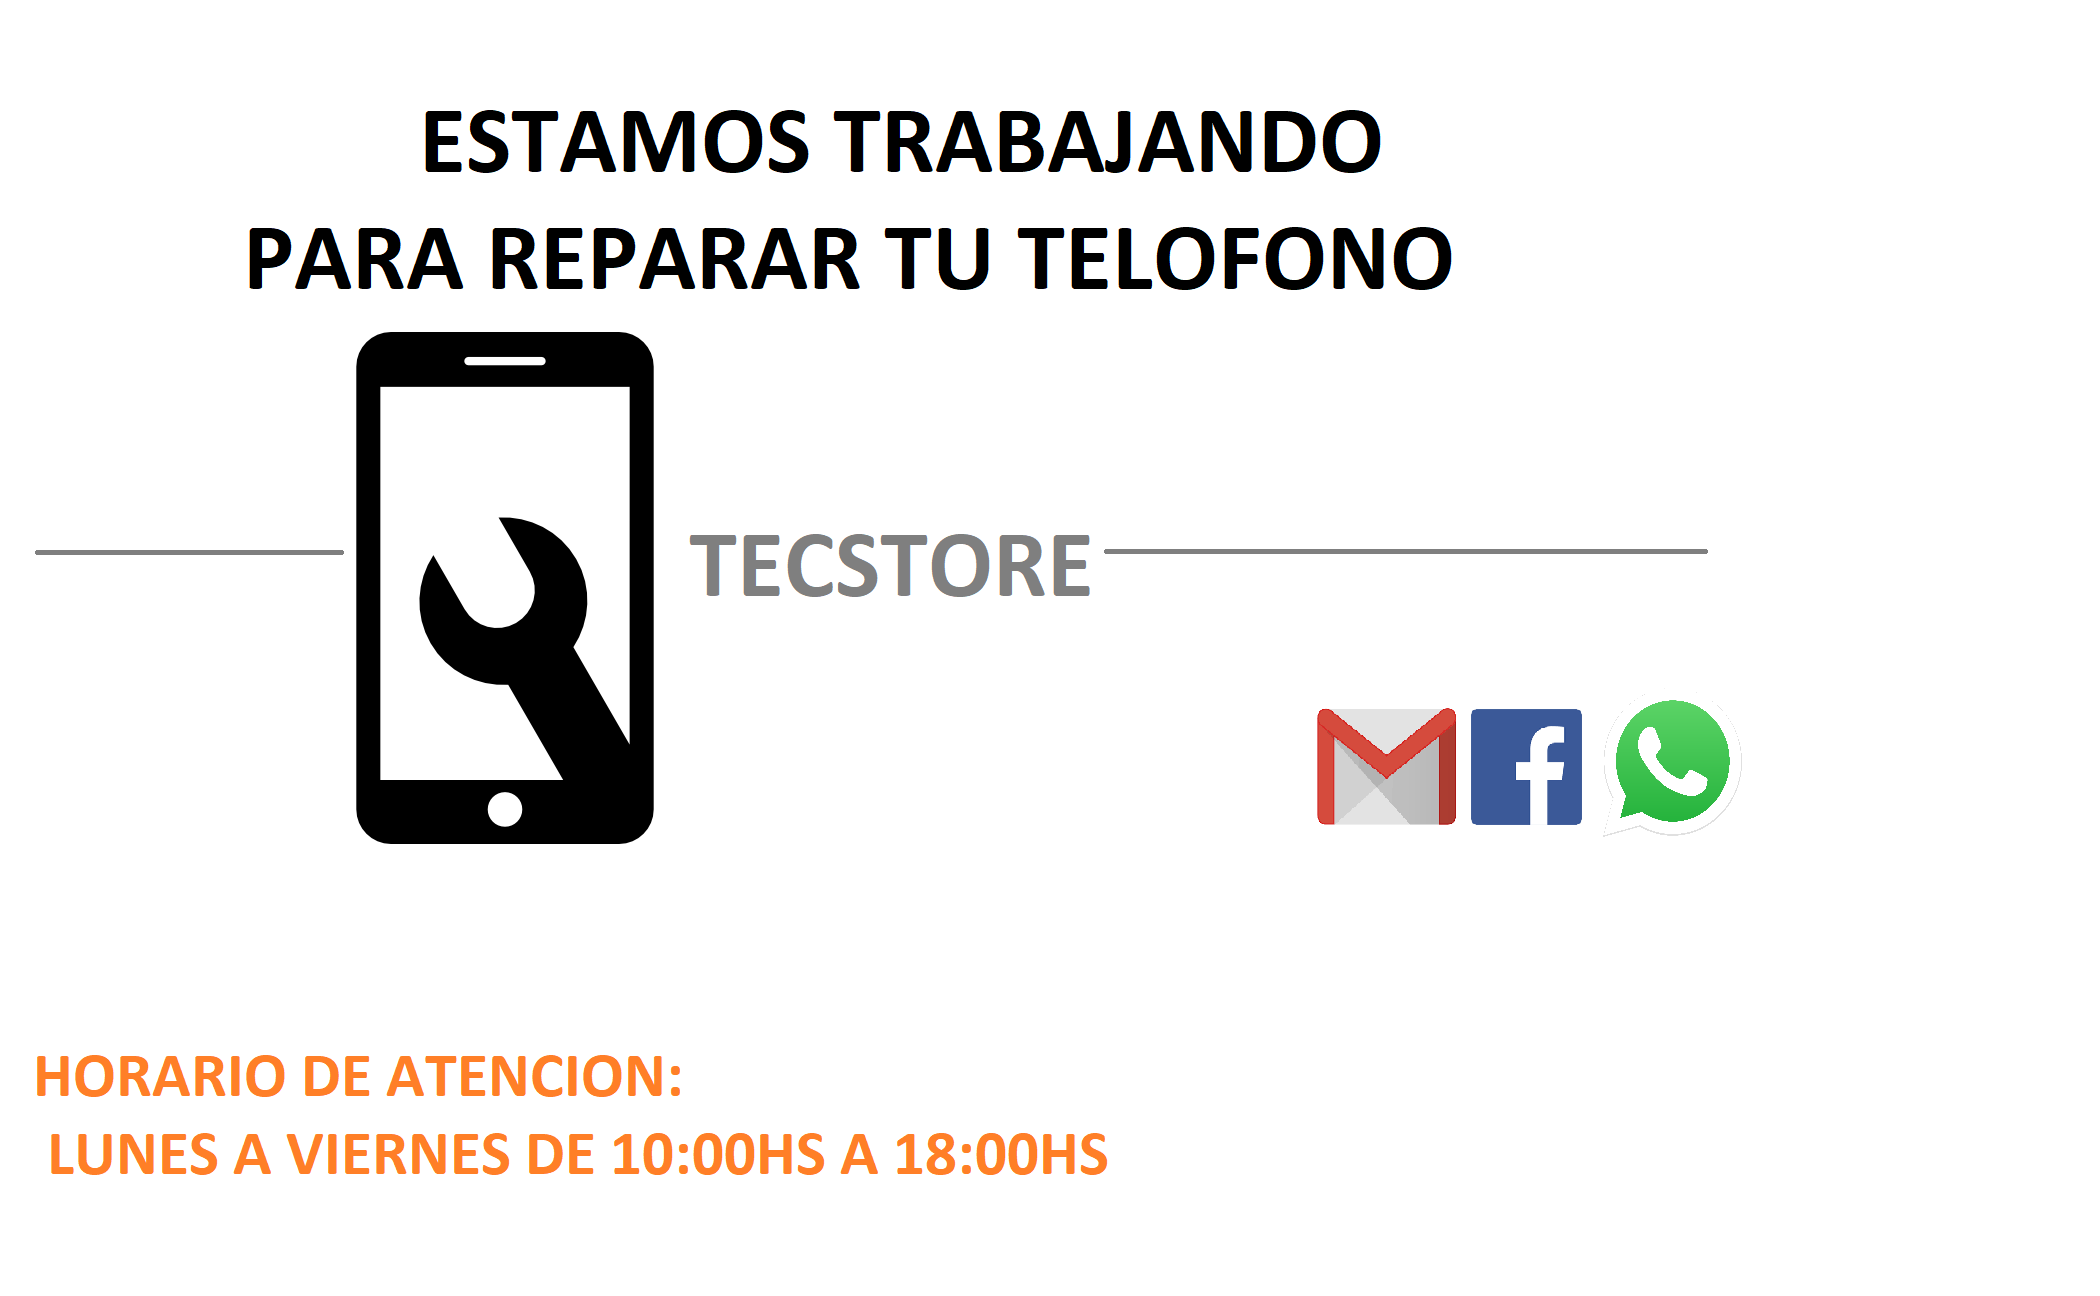 ESTAMOS TRABAJANDO
PARA REPARAR TU TELOFONO
TECSTORE
HORARIO DE ATENCION:
LUNES A VIERNES DE 10:00HS A 18:00HS